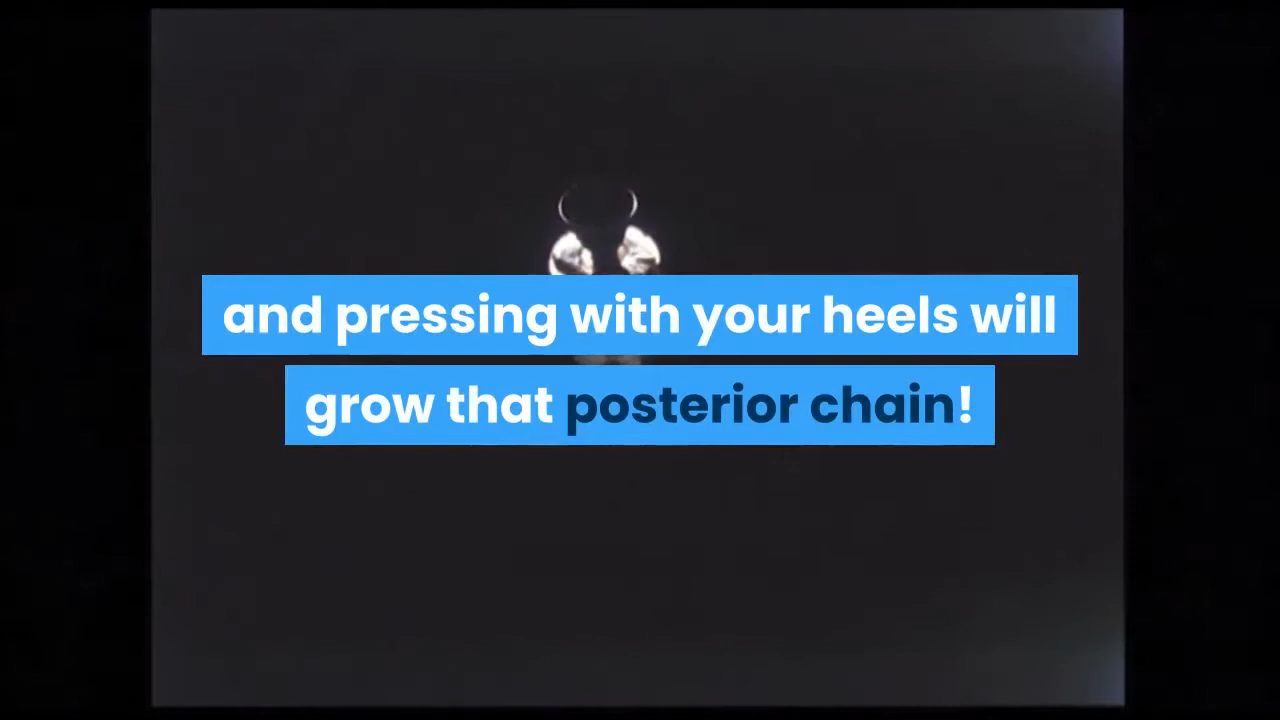 and pressing with your heels will
grow that posterior chain!